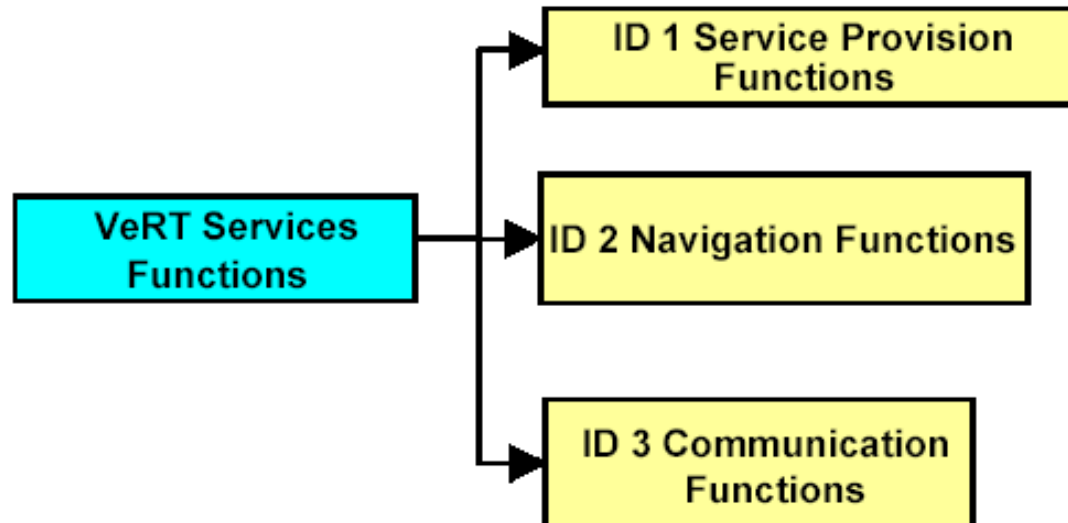 ID 1 Service Provision
Functions
VeRT Services
Functions
ID 2 Navigation Functions
ID 3 Communication
Functions